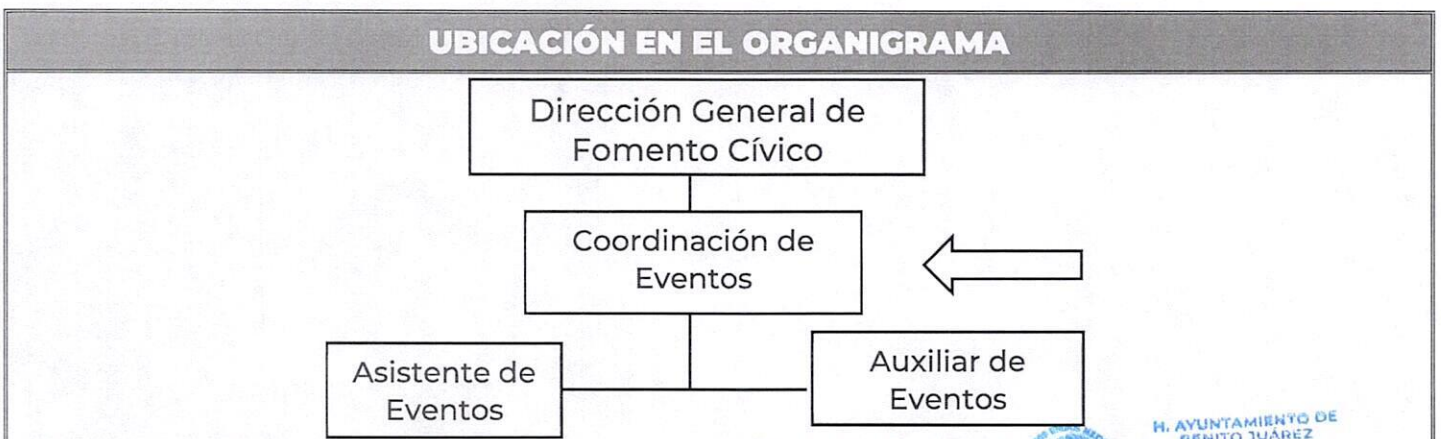 UBICACIÓN EN EL ORGANIGRAMA
Dirección General de
Fomento Cívico
Coordinación de
Eventos
Asistente de
Eventos
Auxiliar de
Eventos
H. AYUNTAMIENTO DE
BENITO JUÁREZ